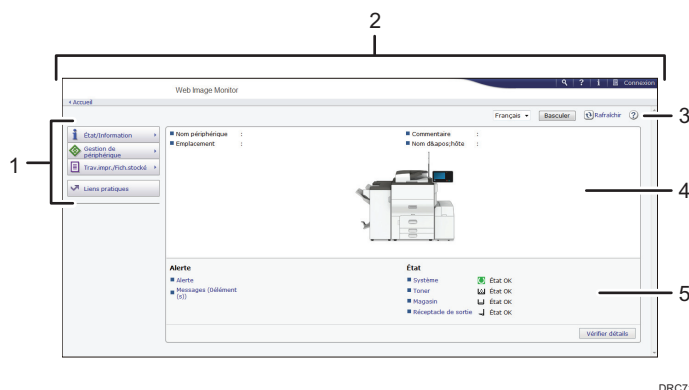 2
Web Image Monitor
? | i | Connexion
Accueil
Français Basculer Rafraîchir ?
3
1
État/Information
Gestion de périphérique
Trav.impr./Fich.stocké
Liens pratiques
Nom périphérique :
Emplacement :
Commentaire :
Nom d&apos;hôte :
4
Alerte
Alerte
Messages (Délément
(s))
État
Système État OK
Toner État OK
Magasin État OK
Réceptacle de sortie État OK
5
Vérifier détails